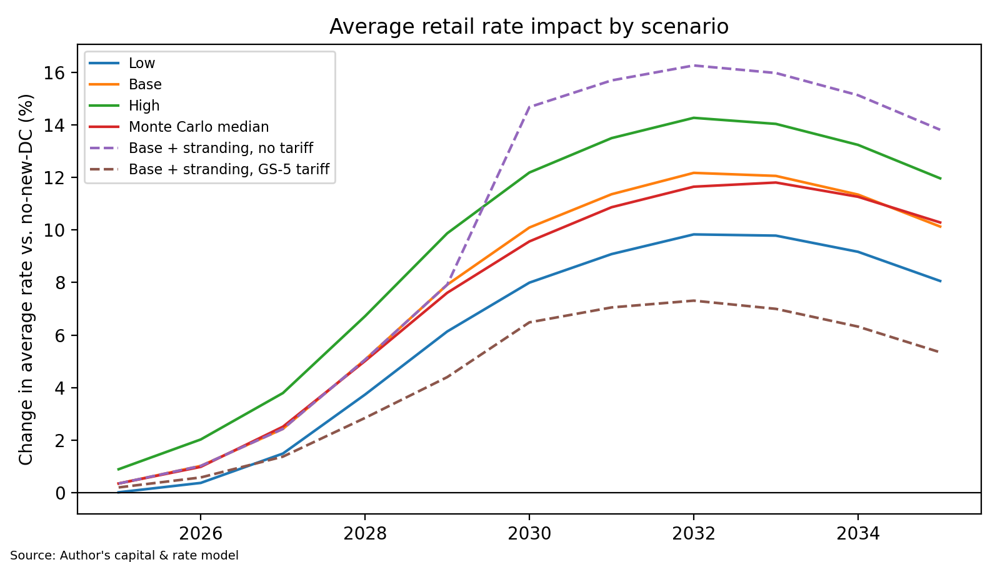 Average retail rate impact by scenario
Change in average rate vs. no-new-DC (%)
16
14
12
10
8
6
4
2
0
Low
Base
High
Monte Carlo median
Base + stranding, no tariff
Base + stranding, GS-5 tariff
2026 2028 2030 2032 2034
Source: Author's capital & rate model